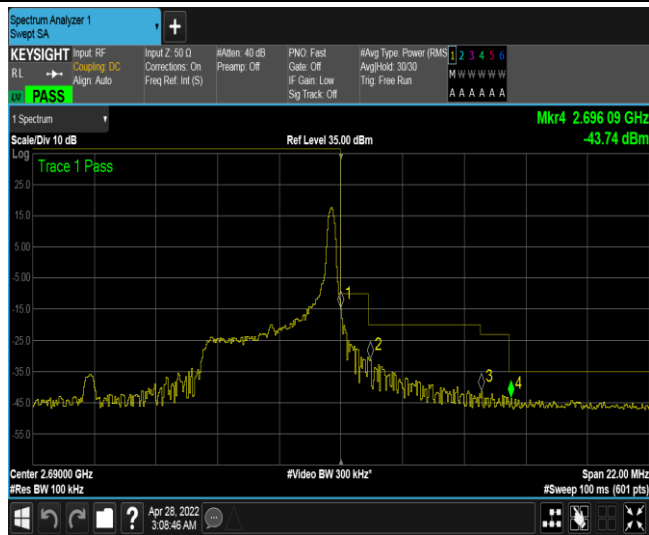 Spectrum Analyzer 1
Swept SA
+
KEYSIGHT
RL
PASS
Input: RF
Coupling: DC
Align: Auto
Input Z: 50 Ω
Corrections: On
Freq Ref: Int (S)
#Atten: 40 dB
Preamp: Off
PNO: Fast
Gate: Off
IF Gain: Low
Sig Track: Off
#Avg Type: Power (RMS
Avg|Hold: 30/30
Trig: Free Run
1 2 3 4 5 6
M W W W W W
A A A A A A
1 Spectrum
Mkr4 2.696 09 GHz
Scale/Div 10 dB
Ref Level 35.00 dBm
-43.74 dBm
Log
Trace 1 Pass
25.0
15.0
5.00
-5.00
1
-15.0
2
-25.0
3
4
-35.0
-45.0
-55.0
Center 2.69000 GHz
#Video BW 300 kHz*
Span 22.00 MHz
#Res BW 100 kHz
#Sweep 100 ms (601 pts)
?
Apr 28, 2022
3:08:46 AM